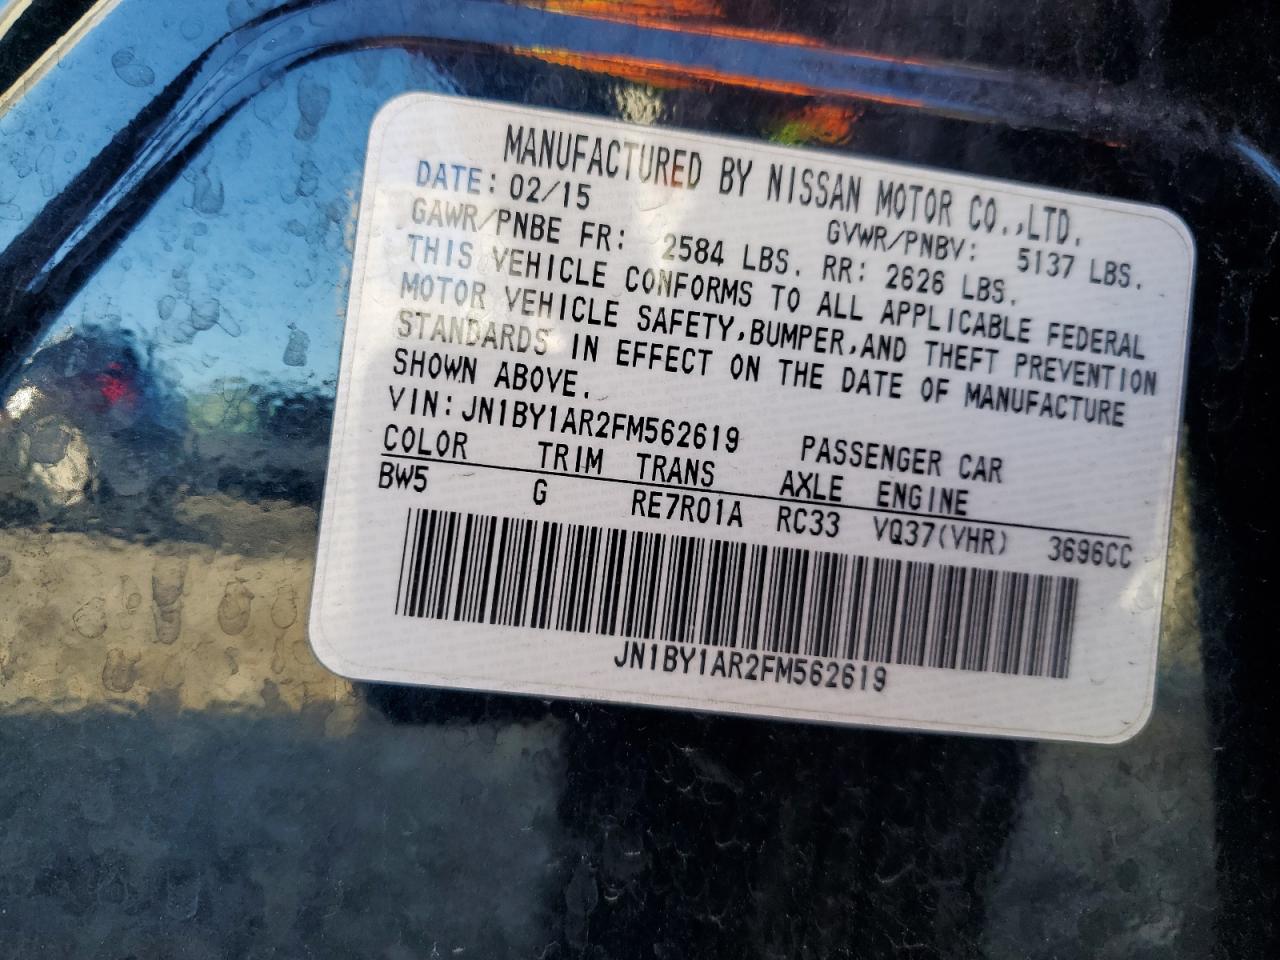 MANUFACTURED BY NISSAN MOTOR CO.,LTD.
DATE: 02/15 GVWR/PNBV: 5137 LBS.
GAWR/PNBE FR: 2584 LBS. RR: 2626 LBS.
THIS VEHICLE CONFORMS TO ALL APPLICABLE FEDERAL
MOTOR VEHICLE SAFETY,BUMPER,AND THEFT PREVENTION
STANDARDS IN EFFECT ON THE DATE OF MANUFACTURE
SHOWN ABOVE.
VIN: JN1BY1AR2FM562619 PASSENGER CAR
COLOR TRIM TRANS AXLE ENGINE
BW5 G RE7R01A RC33 VQ37(VHR) 3696CC
JN1BY1AR2FM562619